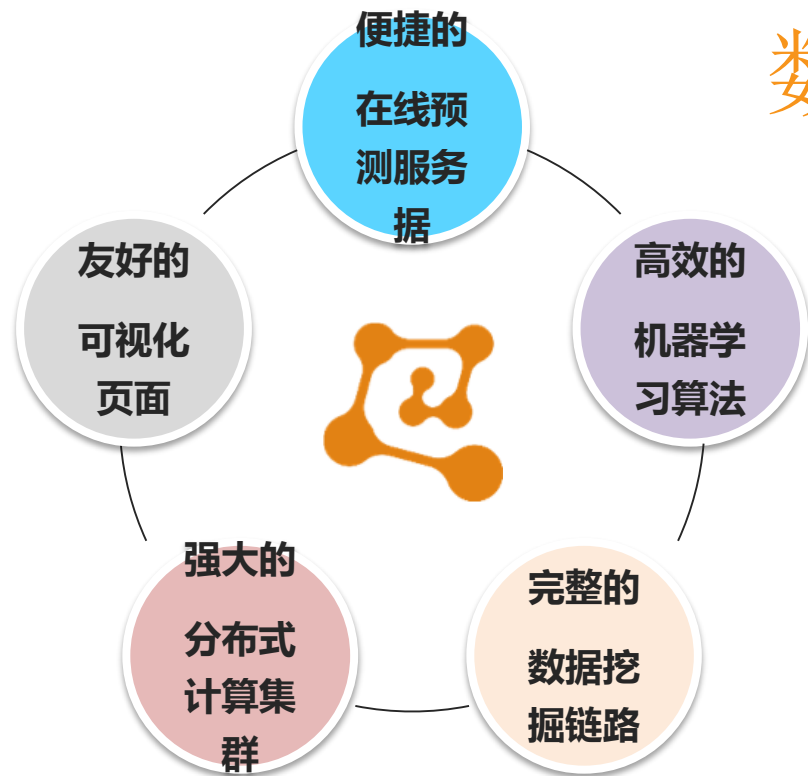 便捷的
在线预
测服务
据
数
友好的
可视化
页面
高效的
机器学
习算法
强大的
分布式
计算集
群
完整的
数据挖
掘链路